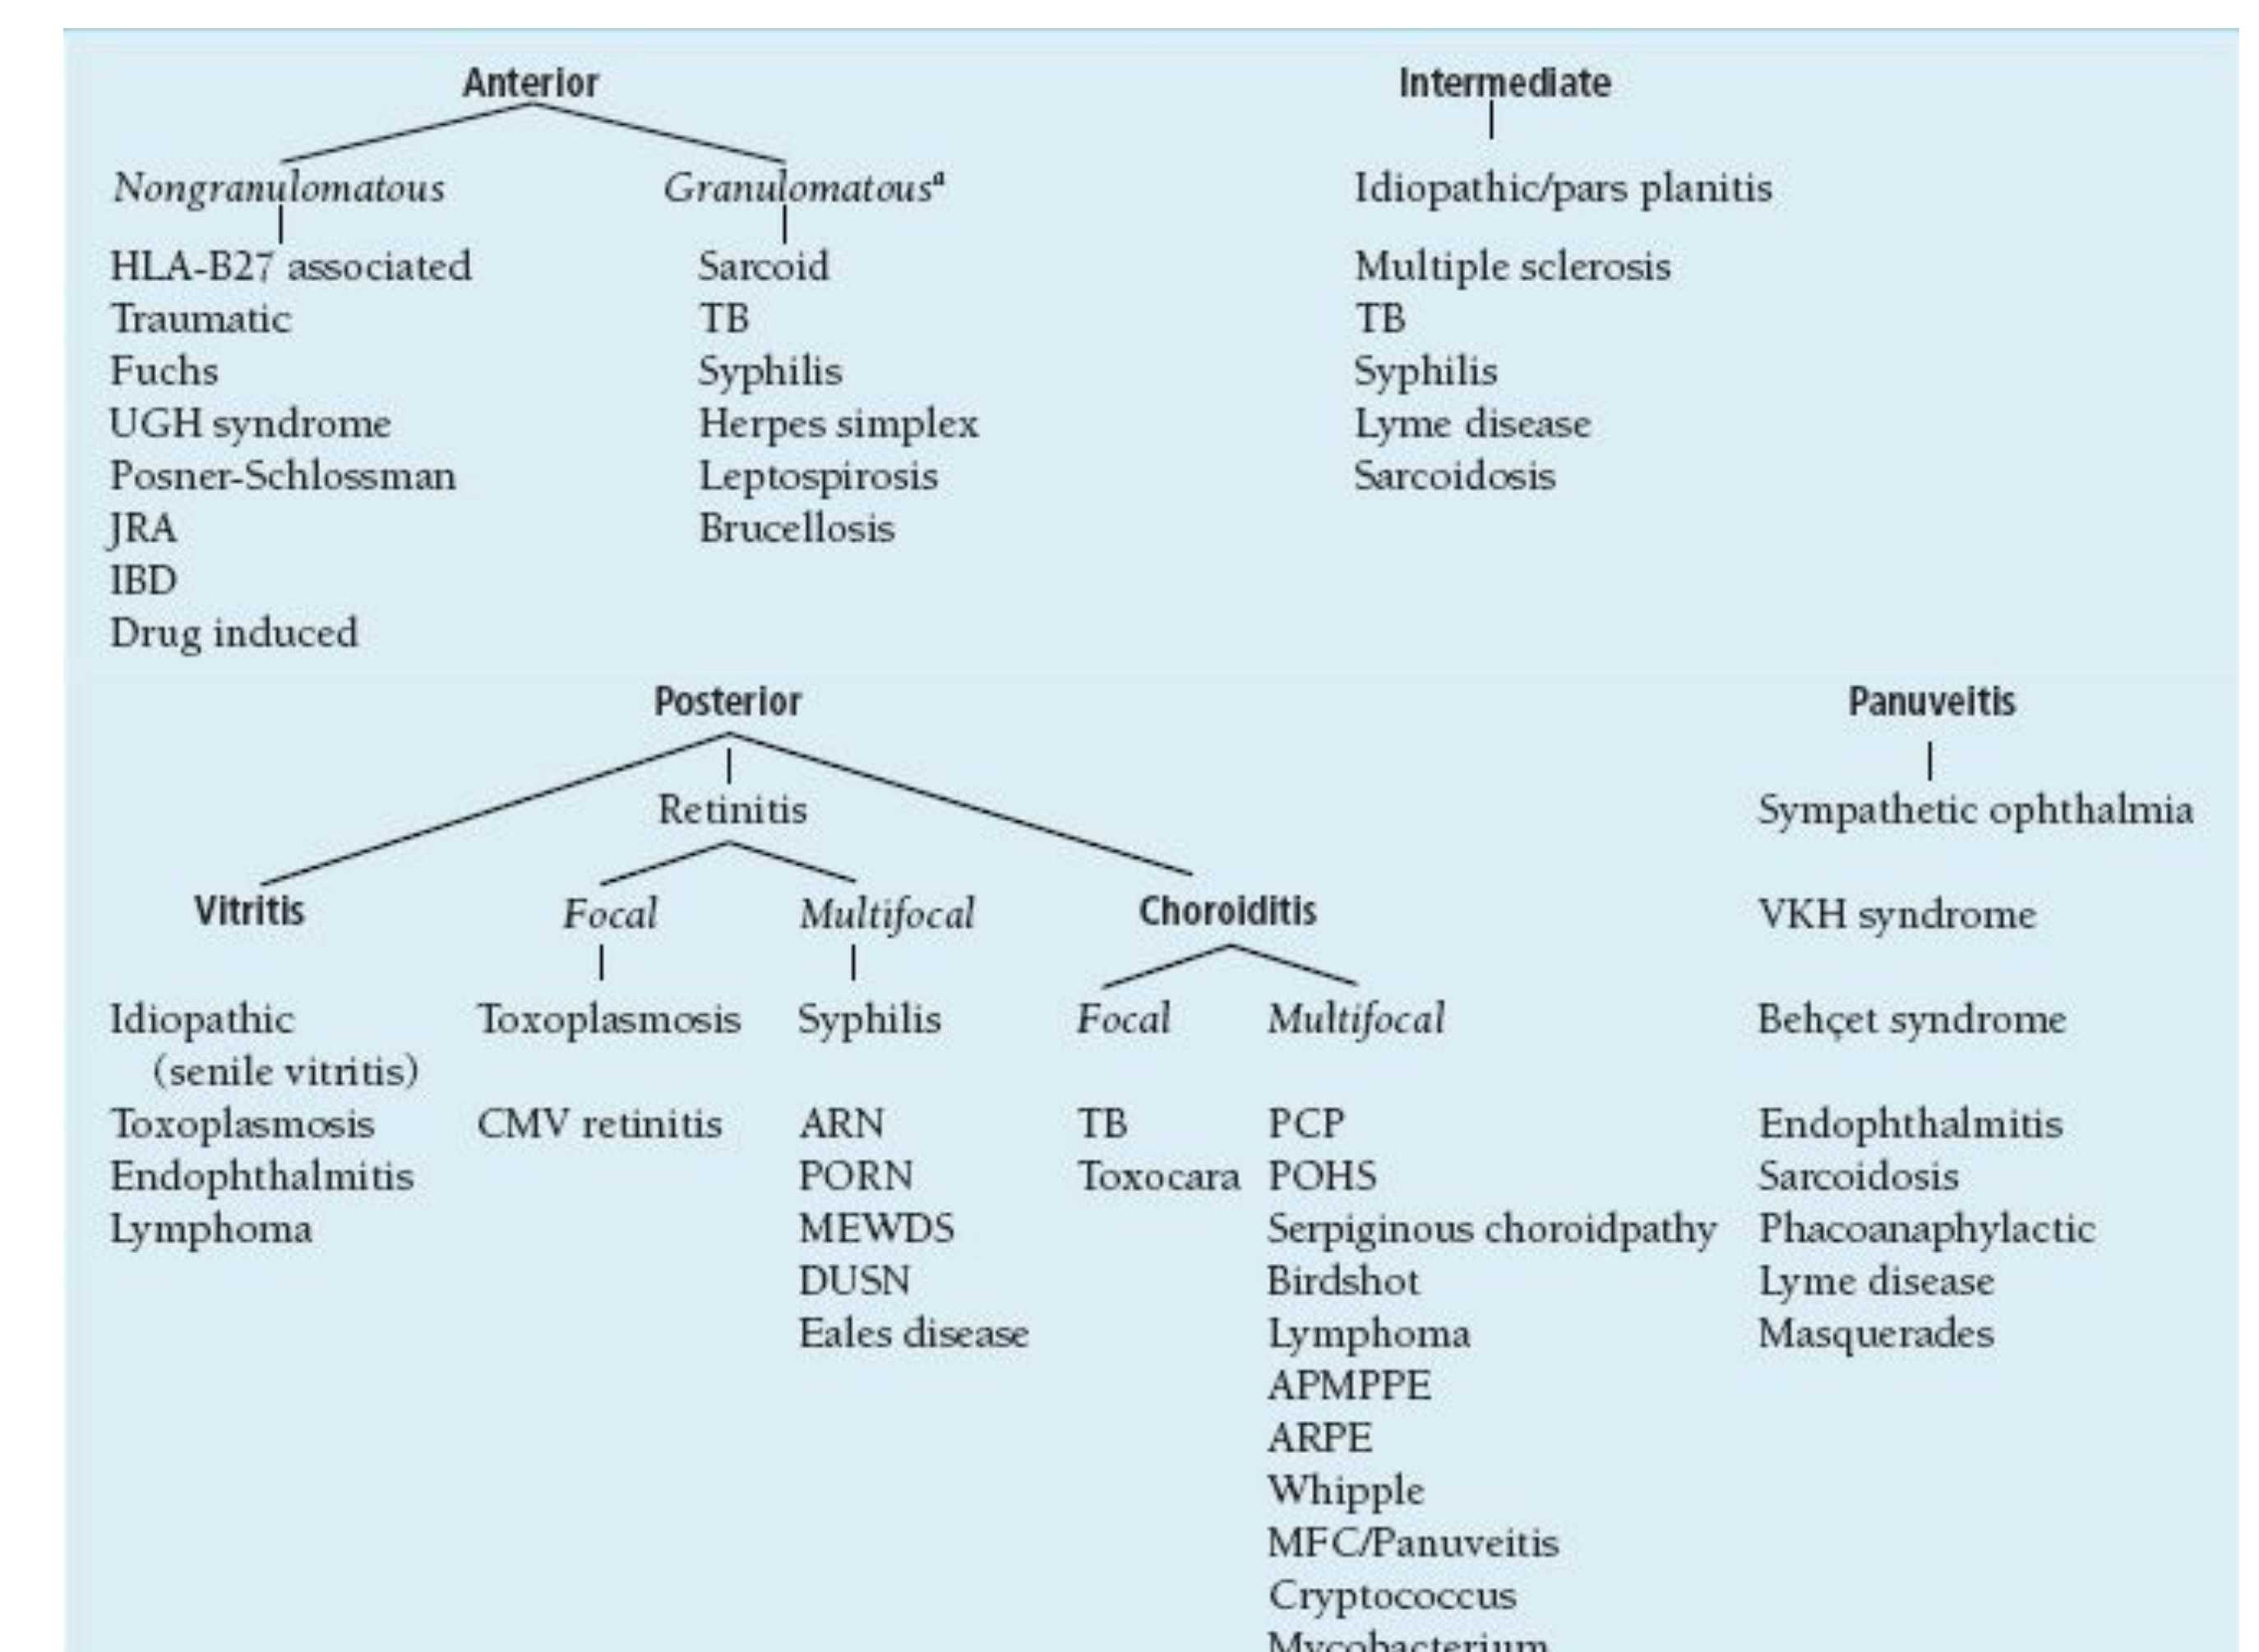 Anterior
Intermediate
Nongranulomatous
Granulomatousª
Idiopathic/pars planitis
HLA-B27 associated
Sarcoid
Multiple sclerosis
Traumatic
TB
TB
Fuchs
Syphilis
Syphilis
UGH syndrome
Herpes simplex
Lyme disease
Posner-Schlossman
Leptospirosis
Sarcoidosis
JRA
Brucellosis
IBD
Drug induced
Posterior
Panuveitis
Retinitis
Sympathetic ophthalmia
Vitritis
Focal
Multifocal
Choroiditis
VKH syndrome
Idiopathic
(senile vitritis)
Toxoplasmosis
Syphilis
Focal
Multifocal
Behçet syndrome
Toxoplasmosis
CMV retinitis
ARN
TB
PCP
Endophthalmitis
Endophthalmitis
PORN
Toxocara
POHS
Sarcoidosis
Lymphoma
MEWDS
Serpiginous choroidpathy
Phacoanaphylactic
DUSN
Birdshot
Lyme disease
Eales disease
Lymphoma
Masquerades
APMPPE
ARPE
Whipple
MFC/Panuveitis
Cryptococcus
Mycobacterium